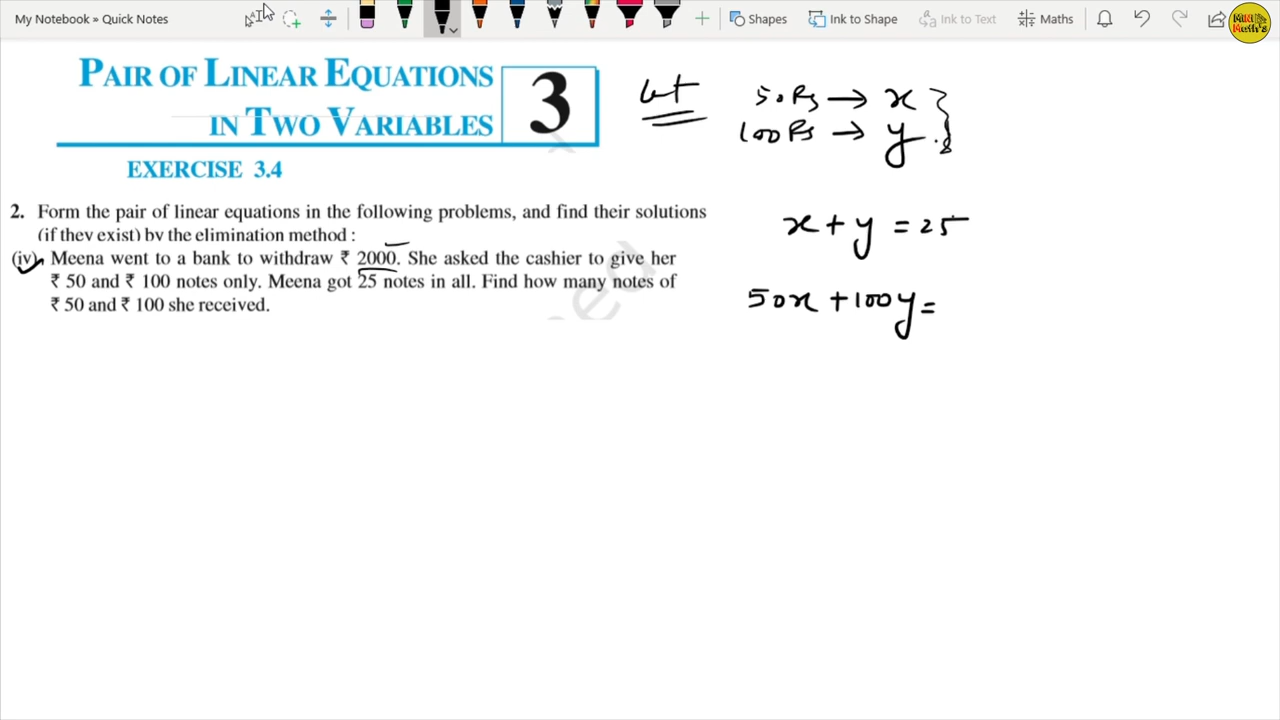 My Notebook » Quick Notes
Shapes
Ink to Shape
Ink to Text
Maths
PAIR OF LINEAR EQUATIONS
IN TWO VARIABLES
3
EXERCISE 3.4
2. Form the pair of linear equations in the following problems, and find their solutions
(if they exist) by the elimination method :
(iv) Meena went to a bank to withdraw ₹ 2000. She asked the cashier to give her
₹ 50 and ₹ 100 notes only. Meena got 25 notes in all. Find how many notes of
₹ 50 and ₹ 100 she received.
let
50Rs → x
100Rs → y
x + y = 25
50x + 100y =